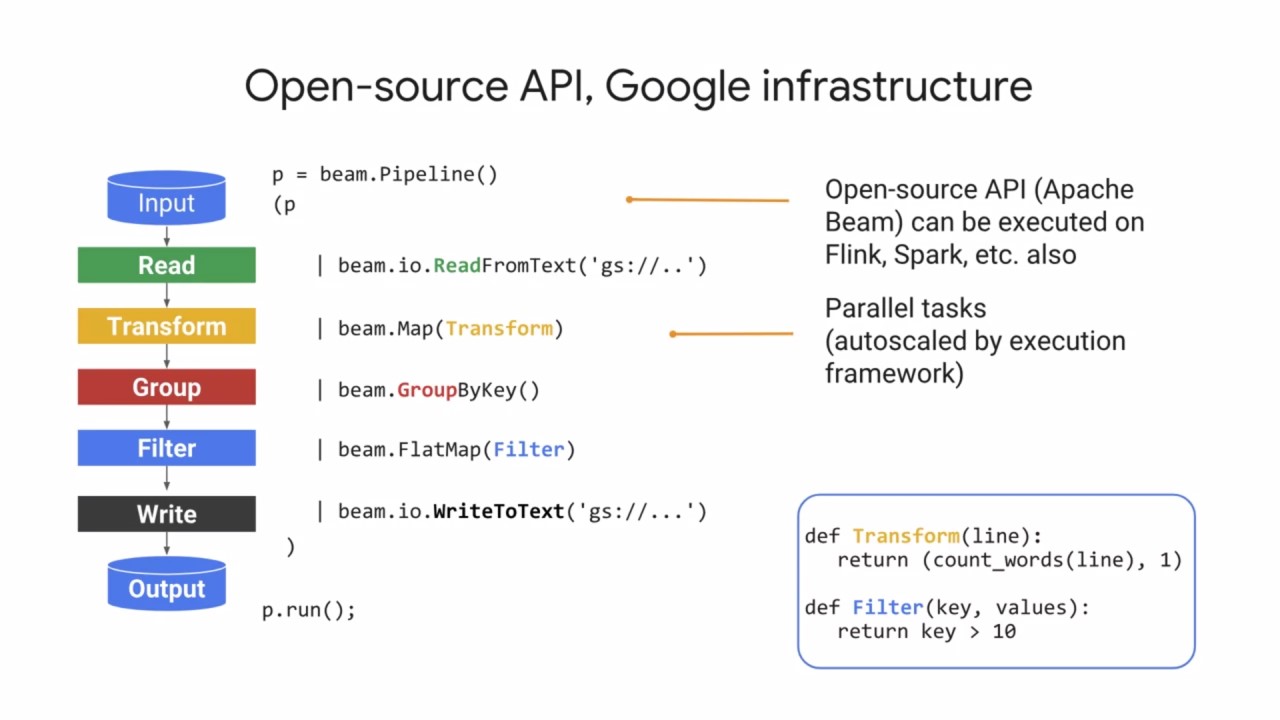 Open-source API, Google infrastructure
Input
Read
Transform
Group
Filter
Write
Output
p = beam.Pipeline()
(p
| beam.io.ReadFromText('gs://..')
| beam.Map(Transform)
| beam.GroupByKey()
| beam.FlatMap(Filter)
| beam.io.WriteToText('gs://...')
)
p.run();
Open-source API (Apache
Beam) can be executed on
Flink, Spark, etc. also
Parallel tasks
(autoscaled by execution
framework)
def Transform(line):
return (count_words(line), 1)
def Filter(key, values):
return key > 10